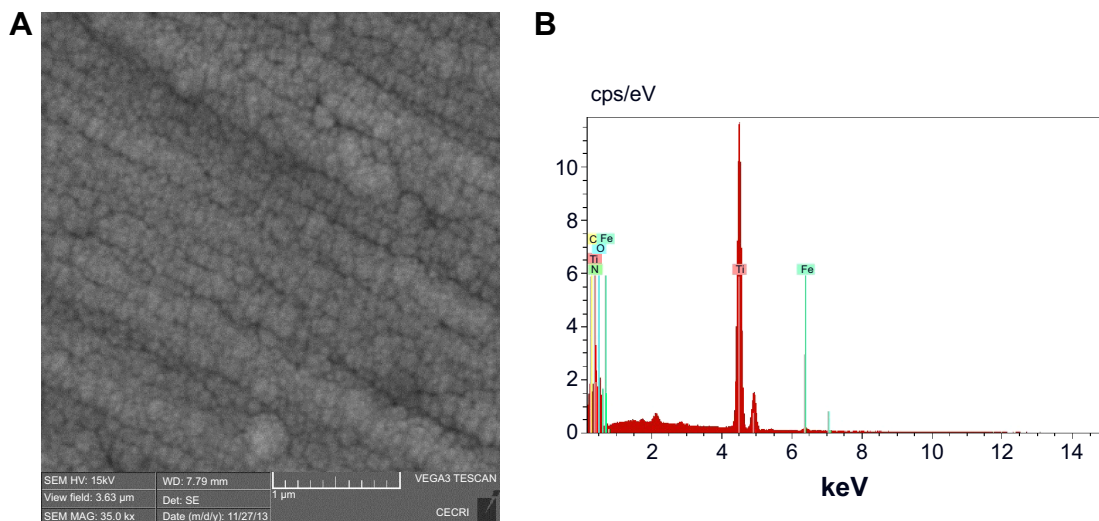 A
B
SEM HV: 15kV
WD: 7.79 mm
VEGA3 TESCAN
View field: 3.63 μm
Det: SE
1 μm
SEM MAG: 35.0 kx
Date (m/d/y): 11/27/13
CECRI
cps/eV
10
8
6
4
2
0
C Fe
O
Ti
N
Ti
Fe
2 4 6 8 10 12 14
keV